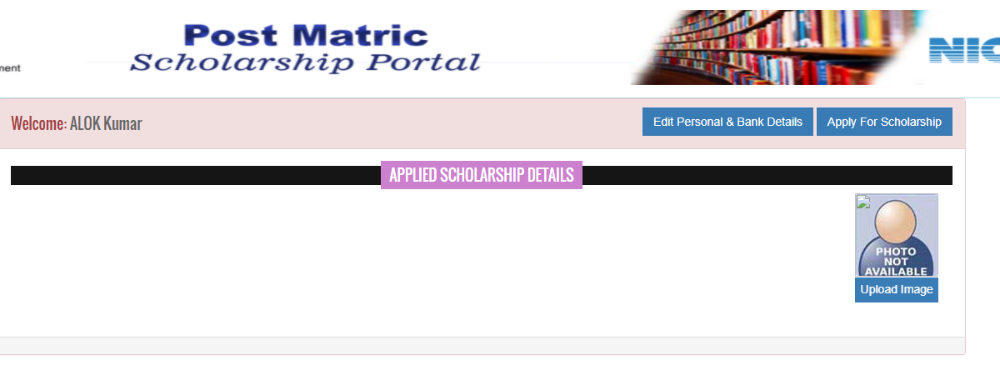 Post Matric
Scholarship Portal
ment
NIC
Welcome: ALOK Kumar
Edit Personal & Bank Details
Apply For Scholarship
APPLIED SCHOLARSHIP DETAILS
PHOTO
NOT
AVAILABLE
Upload Image